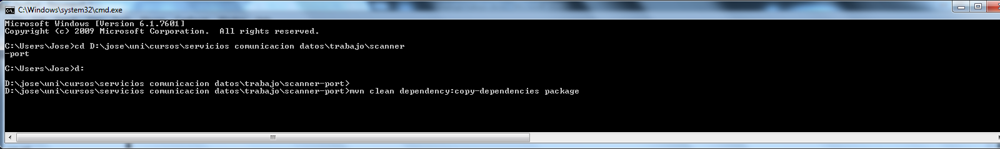 C:\Windows\system32\cmd.exe
Microsoft Windows [Version 6.1.7601]
Copyright (c) 2009 Microsoft Corporation.  All rights reserved.
C:\Users\Jose>cd D:\jose\uni\cursos\servicios comunicacion datos\trabajo\scanner
-port
C:\Users\Jose>d:
D:\jose\uni\cursos\servicios comunicacion datos\trabajo\scanner-port>
D:\jose\uni\cursos\servicios comunicacion datos\trabajo\scanner-port>mvn clean dependency:copy-dependencies package